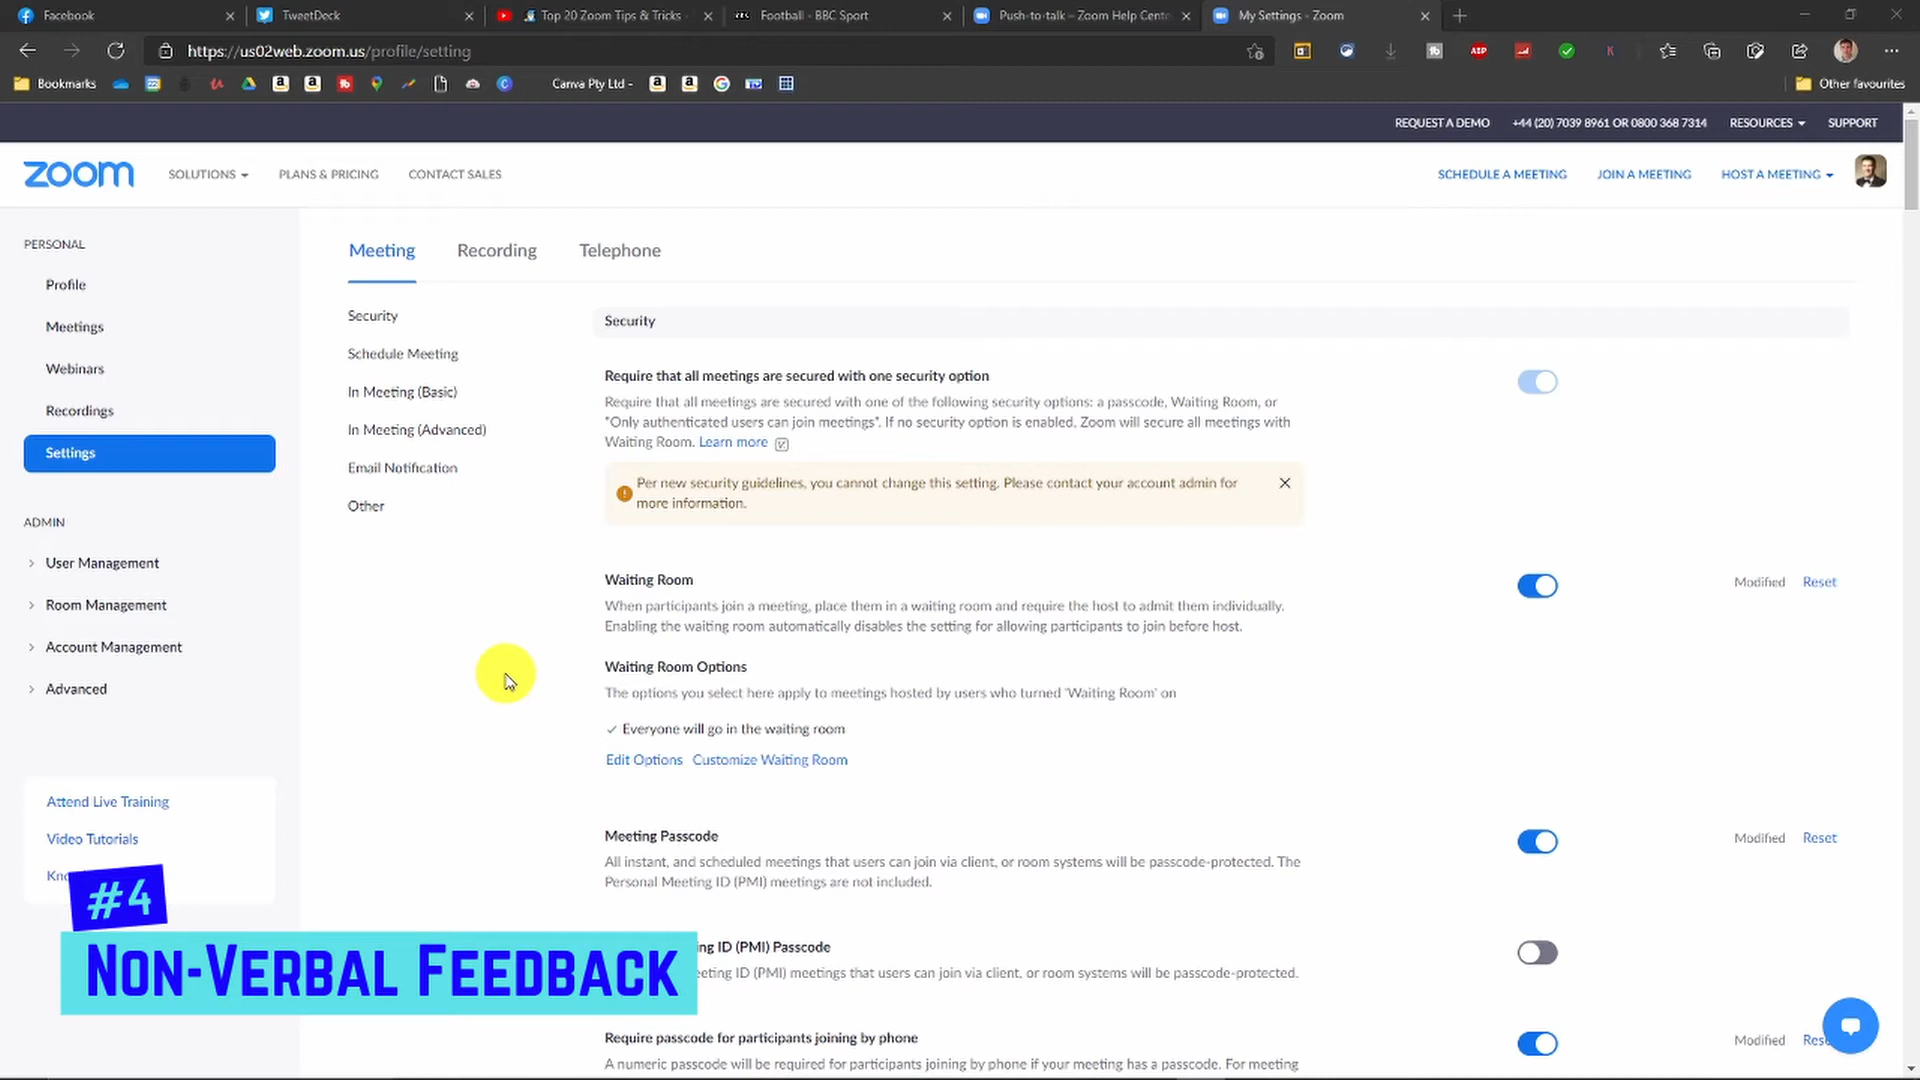 Facebook
TweetDeck
Top 20 Zoom Tips & Tricks
BBC
Football - BBC Sport
Push-to-talk – Zoom Help Cente
My Settings - Zoom
https://us02web.zoom.us/profile/setting
ABP
K
Bookmarks
Canva Pty Ltd -
Other favourites
REQUEST A DEMO
+44 (20) 7039 8961 OR 0800 368 7314
RESOURCES
SUPPORT
zoom
SOLUTIONS
PLANS & PRICING
CONTACT SALES
SCHEDULE A MEETING
JOIN A MEETING
HOST A MEETING
PERSONAL
Profile
Meetings
Webinars
Recordings
Settings
ADMIN
User Management
Room Management
Account Management
Advanced
Attend Live Training
Video Tutorials
Kno
Meeting
Recording
Telephone
Security
Schedule Meeting
In Meeting (Basic)
In Meeting (Advanced)
Email Notification
Other
Security
Require that all meetings are secured with one security option
Require that all meetings are secured with one of the following security options: a passcode, Waiting Room, or
"Only authenticated users can join meetings". If no security option is enabled, Zoom will secure all meetings with
Waiting Room. Learn more
Per new security guidelines, you cannot change this setting. Please contact your account admin for
more information.
Waiting Room
Modified
Reset
When participants join a meeting, place them in a waiting room and require the host to admit them individually.
Enabling the waiting room automatically disables the setting for allowing participants to join before host.
Waiting Room Options
The options you select here apply to meetings hosted by users who turned 'Waiting Room' on
Everyone will go in the waiting room
Edit Options
Customize Waiting Room
Meeting Passcode
Modified
Reset
All instant, and scheduled meetings that users can join via client, or room systems will be passcode-protected. The
Personal Meeting ID (PMI) meetings are not included.
ng ID (PMI) Passcode
eeting ID (PMI) meetings that users can join via client, or room systems will be passcode-protected.
Require passcode for participants joining by phone
Modified
Rese
A numeric passcode will be required for participants joining by phone if your meeting has a passcode. For meeting
#4
NON-VERBAL FEEDBACK